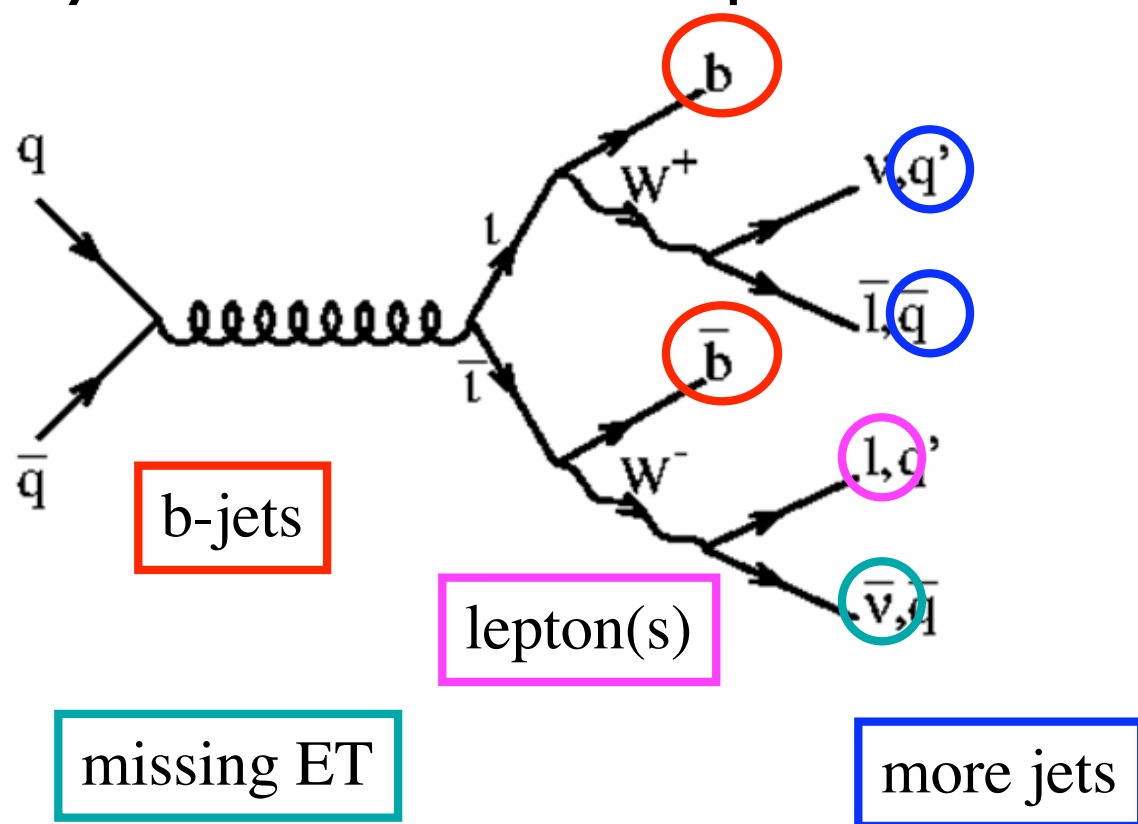 b
q
W⁺
ν,q’
t
l̅,q̅
b̅
t̅
q̅
W⁻
l,q’
b-jets
ν̅,q̅
lepton(s)
missing ET
more jets